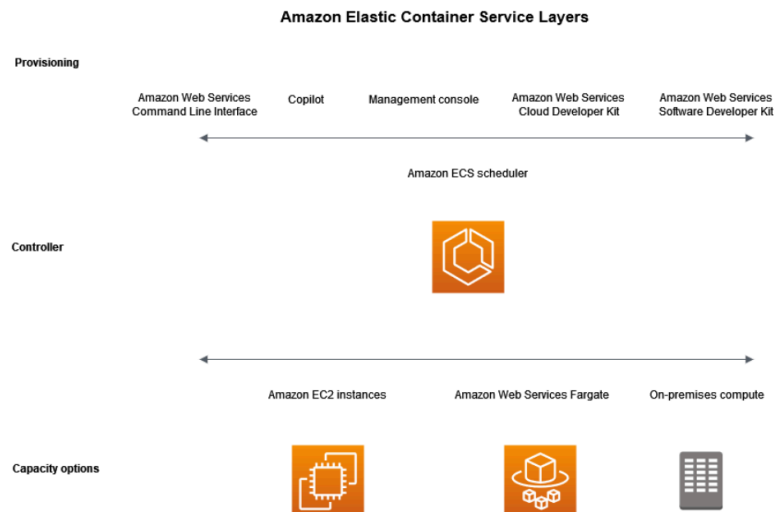 Amazon Elastic Container Service Layers
Provisioning
Amazon Web Services
Command Line Interface
Copilot
Management console
Amazon Web Services
Cloud Developer Kit
Amazon Web Services
Software Developer Kit
Amazon ECS scheduler
Controller
Amazon EC2 instances
Amazon Web Services Fargate
On-premises compute
Capacity options